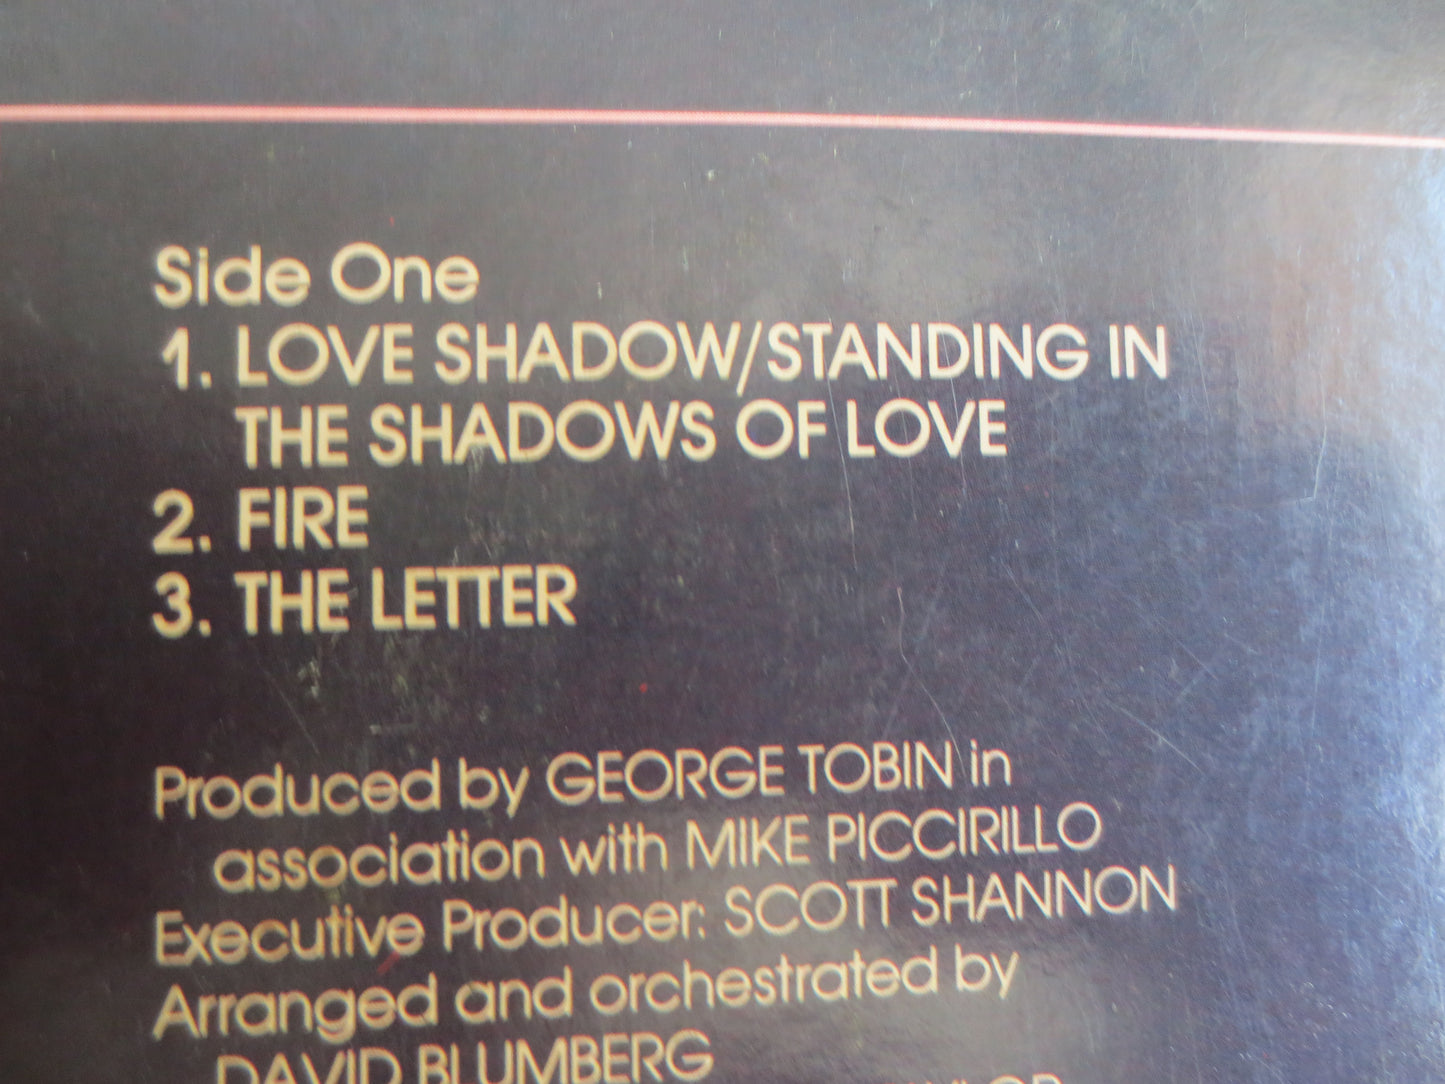 Side One
1. LOVE SHADOW/STANDING IN
THE SHADOWS OF LOVE
2. FIRE
3. THE LETTER
Produced by GEORGE TOBIN in
association with MIKE PICCIRILLO
Executive Producer: SCOTT SHANNON
Arranged and orchestrated by
DAVID BLUMBERG